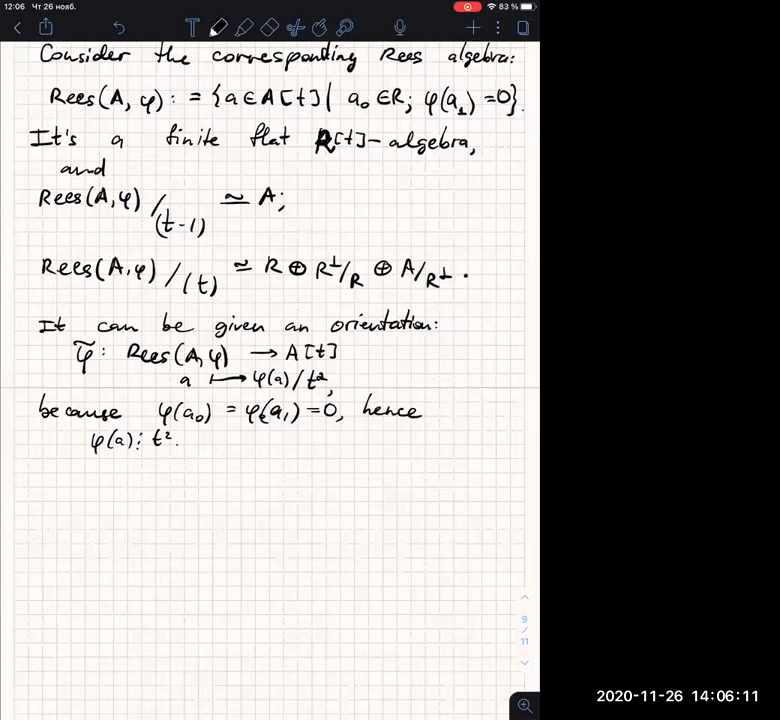 12:06 Чт 26 нояб.
83 %
Consider the corresponding Rees algebra:
Rees(A, φ) : = {a ∈ A[t] | a₀ ∈ R; φ(a₁) = 0}.
It's a finite flat R[t]-algebra,
and
Rees(A,φ)/(t-1) ≃ A;
Rees(A,φ)/(t) ≃ R ⊕ R⊥/R ⊕ A/R⊥.
It can be given an orientation:
φ̃ : Rees(A,φ) → A[t]
a ↦ φ(a)/t²,
because φ(a₀) = φ(a₁) = 0, hence
φ(a) ⋮ t².
9
/
11
2020-11-26 14:06:11